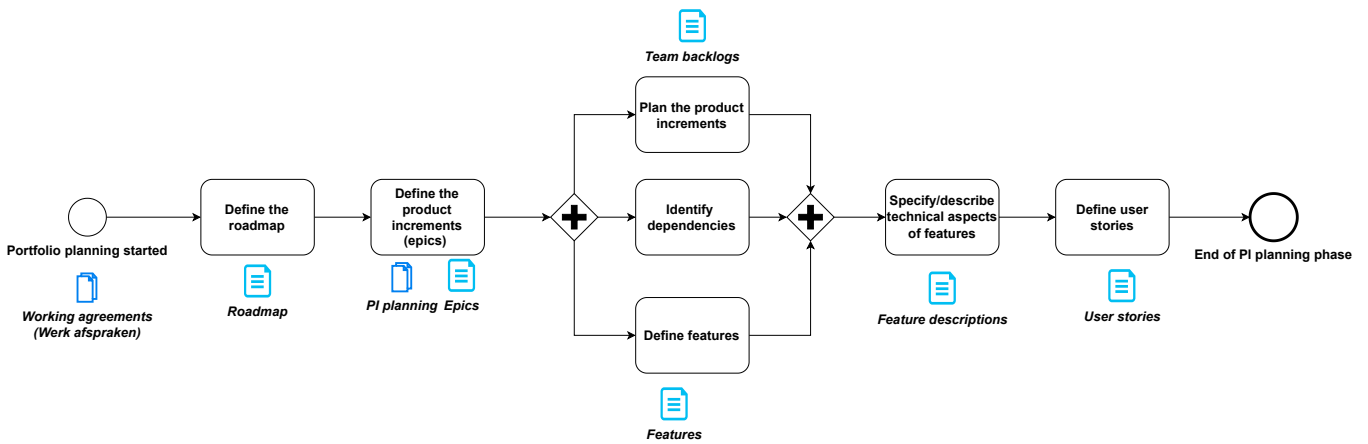 Team backlogs
Plan the product
increments
Portfolio planning started
Working agreements
(Werk afspraken)
Define the
roadmap
Roadmap
Define the
product
increments
(epics)
PI planning
Epics
Identify
dependencies
Define features
Features
Specify/describe
technical aspects
of features
Feature descriptions
Define user
stories
User stories
End of PI planning phase